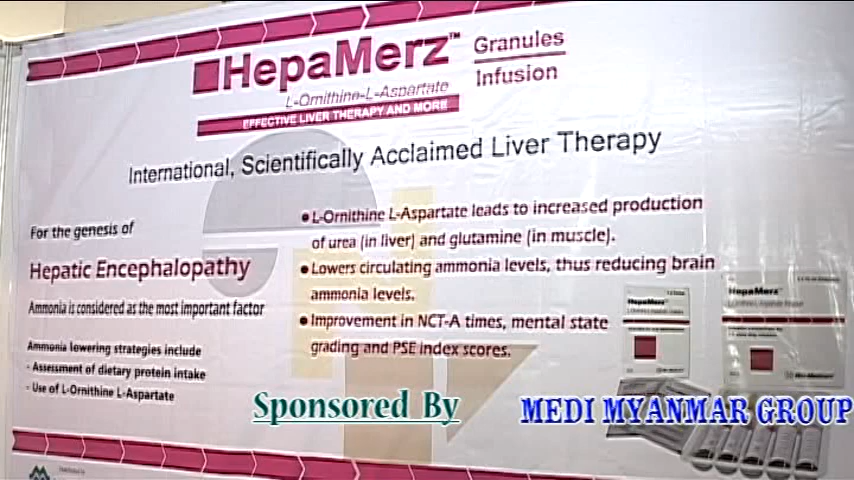 HepaMerz™
Granules
Infusion
L-Ornithine-L-Aspartate
EFFECTIVE LIVER THERAPY AND MORE
International, Scientifically Acclaimed Liver Therapy
For the genesis of
Hepatic Encephalopathy
Ammonia is considered as the most important factor
Ammonia lowering strategies include
- Assessment of dietary protein intake
- Use of L-Ornithine L-Aspartate
• L-Ornithine L-Aspartate leads to increased production
of urea (in liver) and glutamine (in muscle).
• Lowers circulating ammonia levels, thus reducing brain
ammonia levels.
• Improvement in NCT-A times, mental state
grading and PSE index scores.
HepaMerz
HepaMerz
Sponsored By
MEDI MYANMAR GROUP